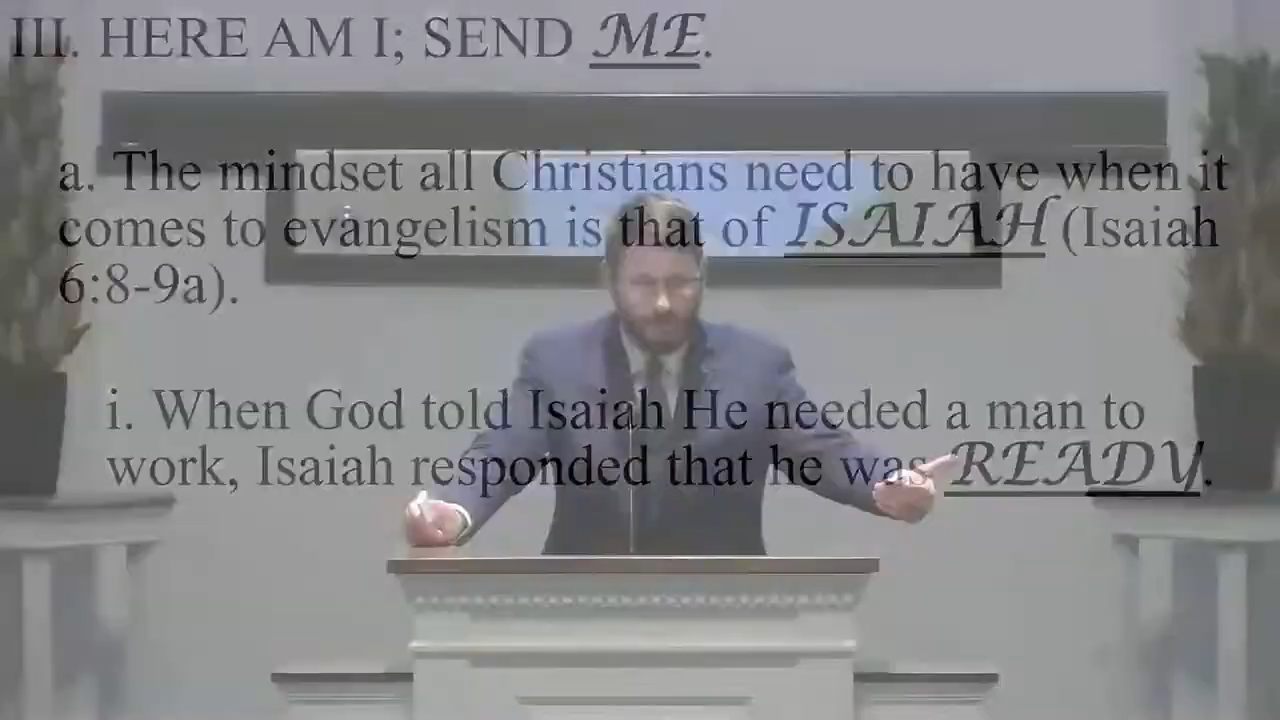 III. HERE AM I; SEND ME.
a. The mindset all Christians need to have when it
comes to evangelism is that of ISAIAH (Isaiah
6:8-9a).
i. When God told Isaiah He needed a man to
work, Isaiah responded that he was READY.